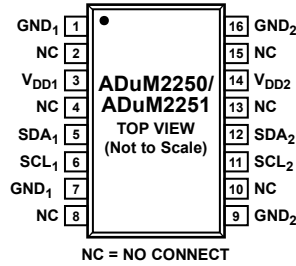 GND1 1 16 GND2
NC 2 15 NC
VDD1 3 14 VDD2
NC 4 13 NC
SDA1 5 12 SDA2
SCL1 6 11 SCL2
GND1 7 10 NC
NC 8 9 GND2
ADuM2250/
ADuM2251
TOP VIEW
(Not to Scale)
NC = NO CONNECT